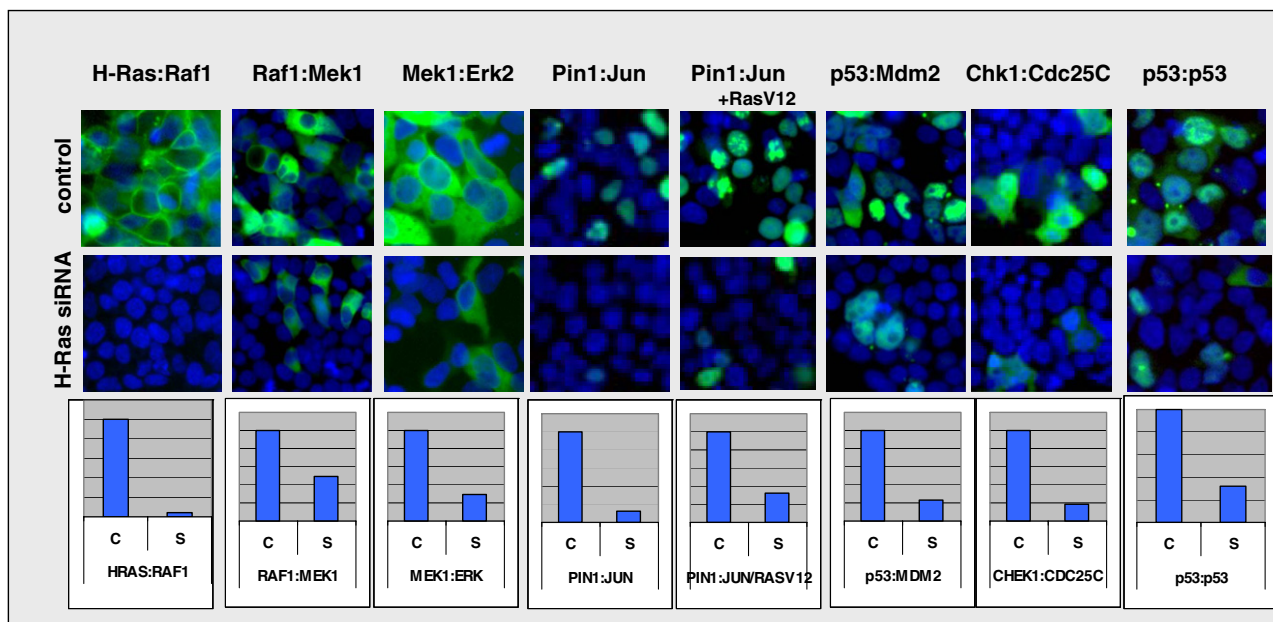 H-Ras:Raf1 Raf1:Mek1 Mek1:Erk2 Pin1:Jun Pin1:Jun p53:Mdm2 Chk1:Cdc25C p53:p53
+RasV12
control
H-Ras siRNA
C S C S C S C S C S C S C S C S
HRAS:RAF1 RAF1:MEK1 MEK1:ERK PIN1:JUN PIN1:JUN/RASV12 p53:MDM2 CHEK1:CDC25C p53:p53